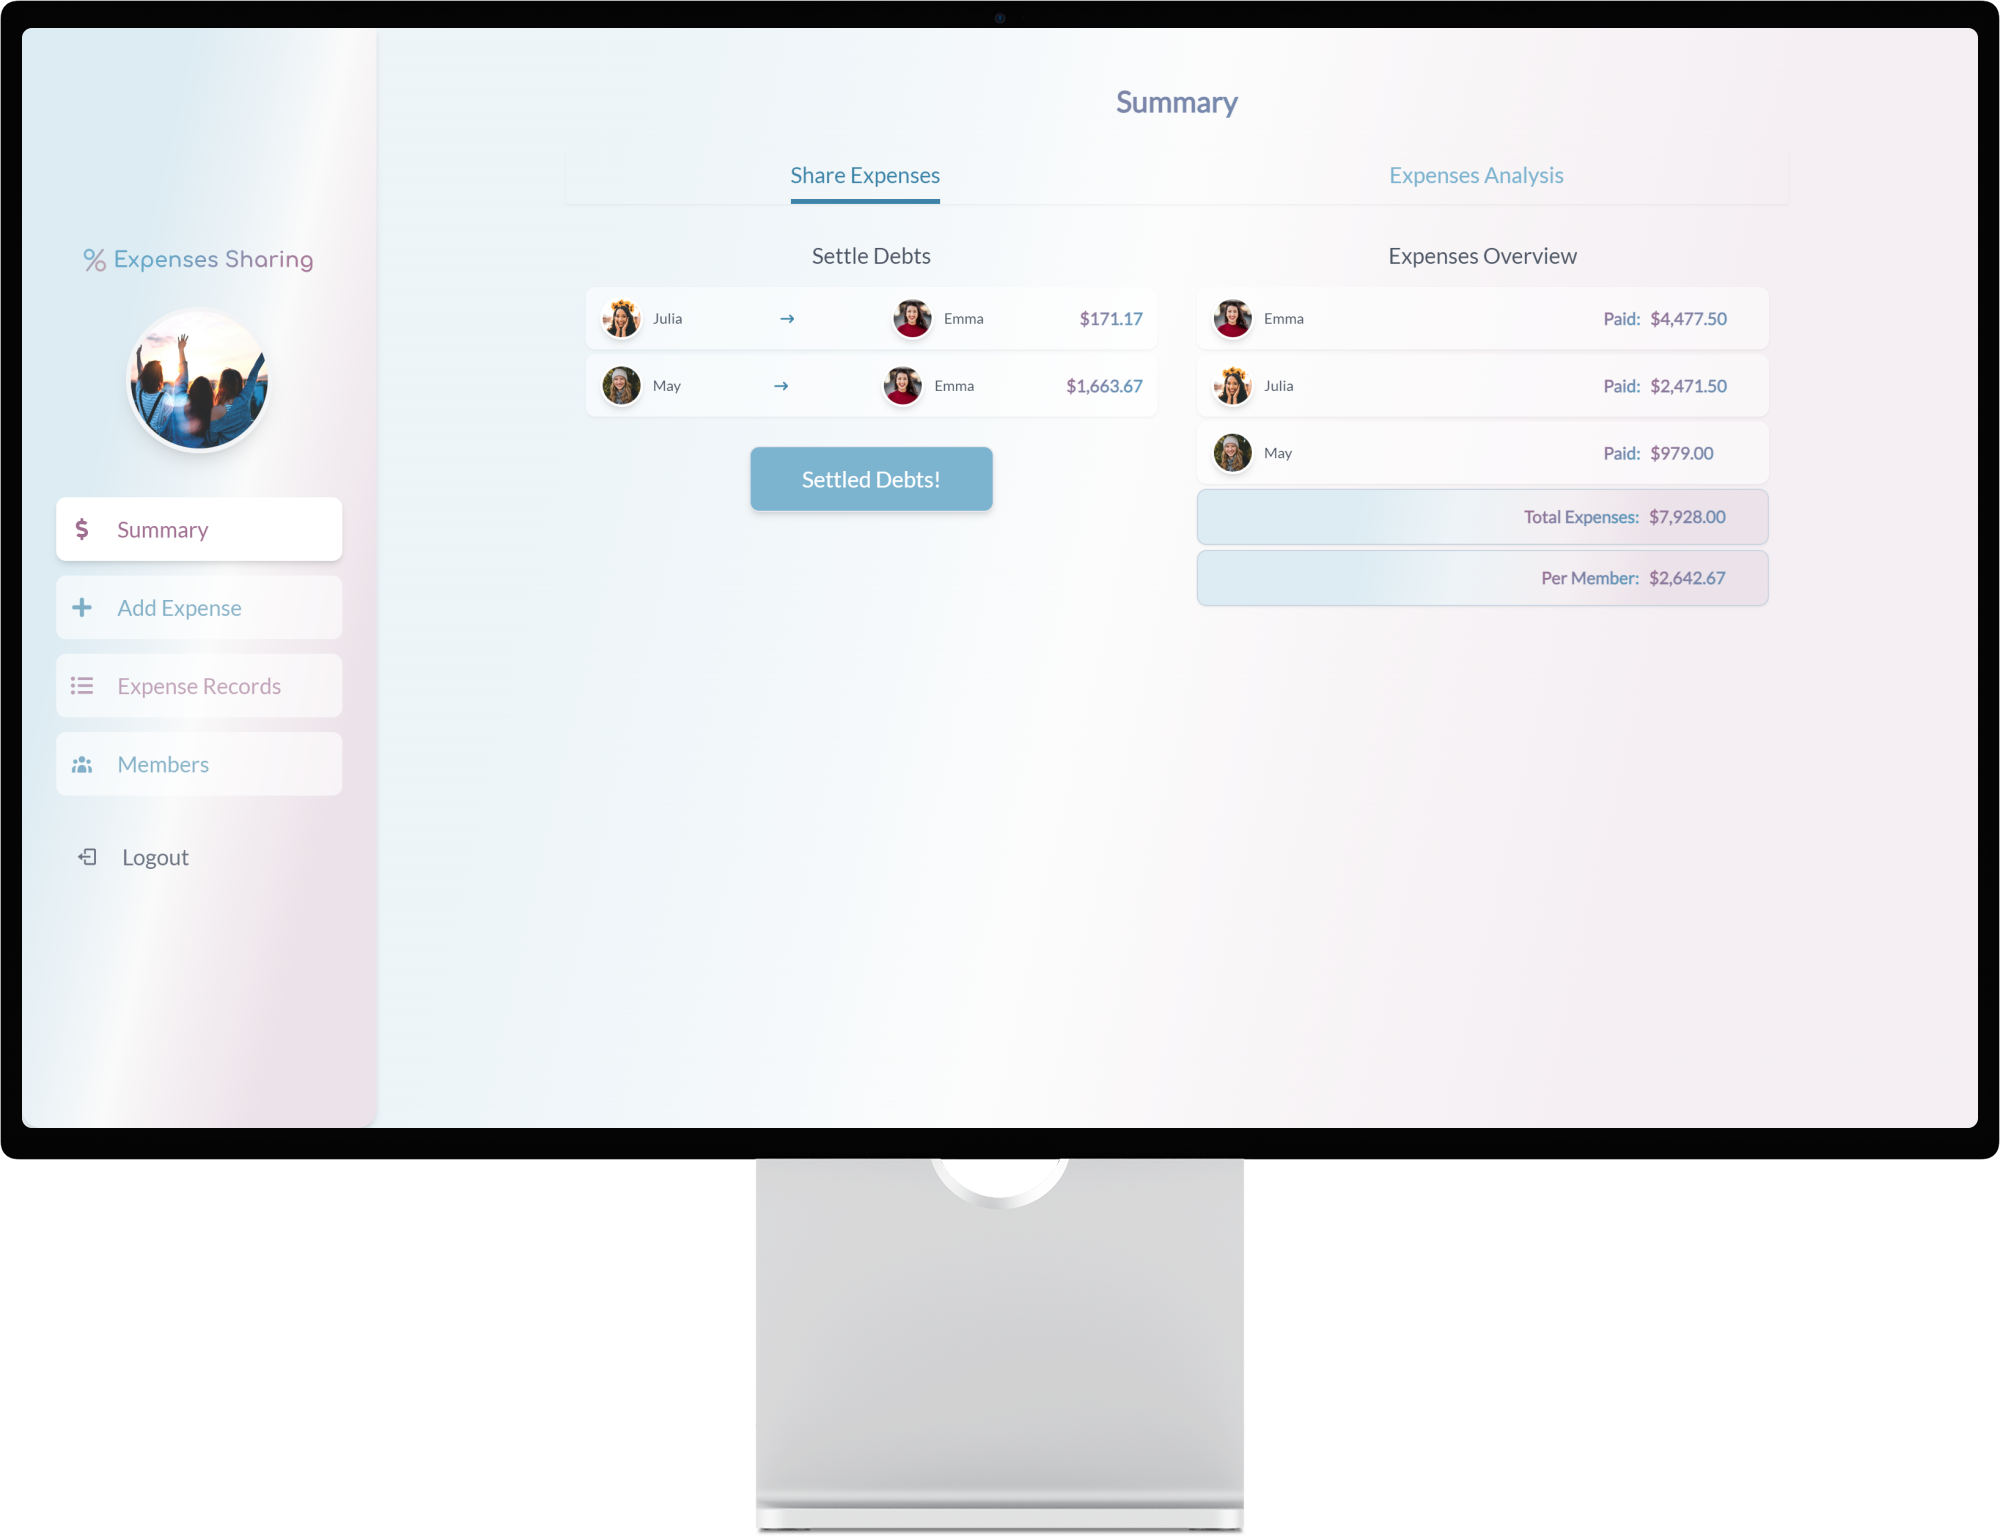 Expenses Sharing
Summary
Add Expense
Expense Records
Members
Logout
Summary
Share Expenses
Expenses Analysis
Settle Debts
Julia → Emma $171.17
May → Emma $1,663.67
Settled Debts!
Expenses Overview
Emma Paid: $4,477.50
Julia Paid: $2,471.50
May Paid: $979.00
Total Expenses: $7,928.00
Per Member: $2,642.67